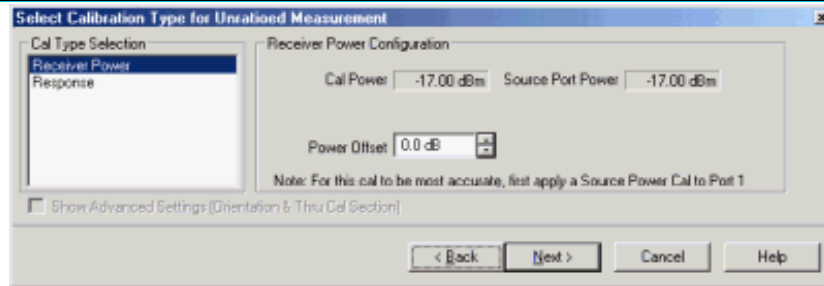 Select Calibration Type for Unratioed Measurement
Cal Type Selection
Receiver Power
Response
Receiver Power Configuration
Cal Power -17.00 dBm Source Port Power -17.00 dBm
Power Offset 0.0 dB
Note: For this cal to be most accurate, first apply a Source Power Cal to Port 1
Show Advanced Settings (Orientation & Thru Cal Section)
< Back Next > Cancel Help